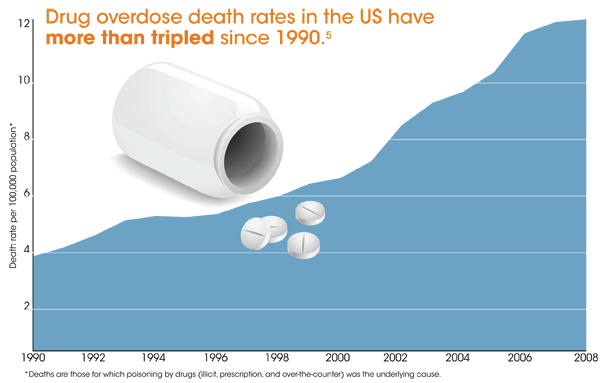 Drug overdose death rates in the US have
more than tripled since 1990.5
Death rate per 100,000 population*
12
10
8
6
4
2
1990 1992 1994 1996 1998 2000 2002 2004 2006 2008
*Deaths are those for which poisoning by drugs (illicit, prescription, and over-the-counter) was the underlying cause.